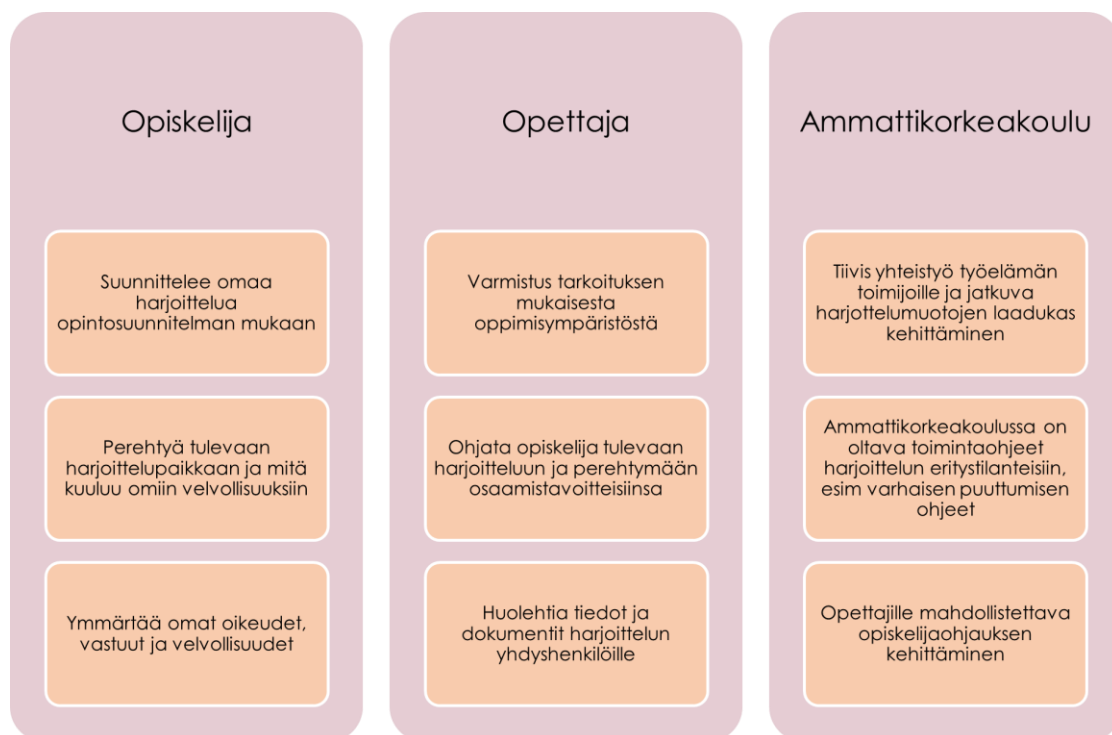 Opiskelija
Suunnittelee omaa
harjoittelua
opintosuunnitelman mukaan
Perehtyä tulevaan
harjoittelupaikkaan ja mitä
kuuluu omiin velvollisuuksiin
Ymmärtää omat oikeudet,
vastuut ja velvollisuudet
Opettaja
Varmistus tarkoituksen
mukaisesta
oppimisympäristöstä
Ohjata opiskelija tulevaan
harjoitteluun ja perehtymään
osaamistavoitteisiinsa
Huolehtia tiedot ja
dokumentit harjoittelun
yhdyshenkilöille
Ammattikorkeakoulu
Tiivis yhteistyö työelämän
toimijoille ja jatkuva
harjottelumuotojen laadukas
kehittäminen
Ammattikorkeakoulussa on
oltava toimintaohjeet
harjoittelun eritystilanteisiin,
esim varhaisen puuttumisen
ohjeet
Opettajille mahdollistettava
opiskelijaohjauksen
kehittäminen